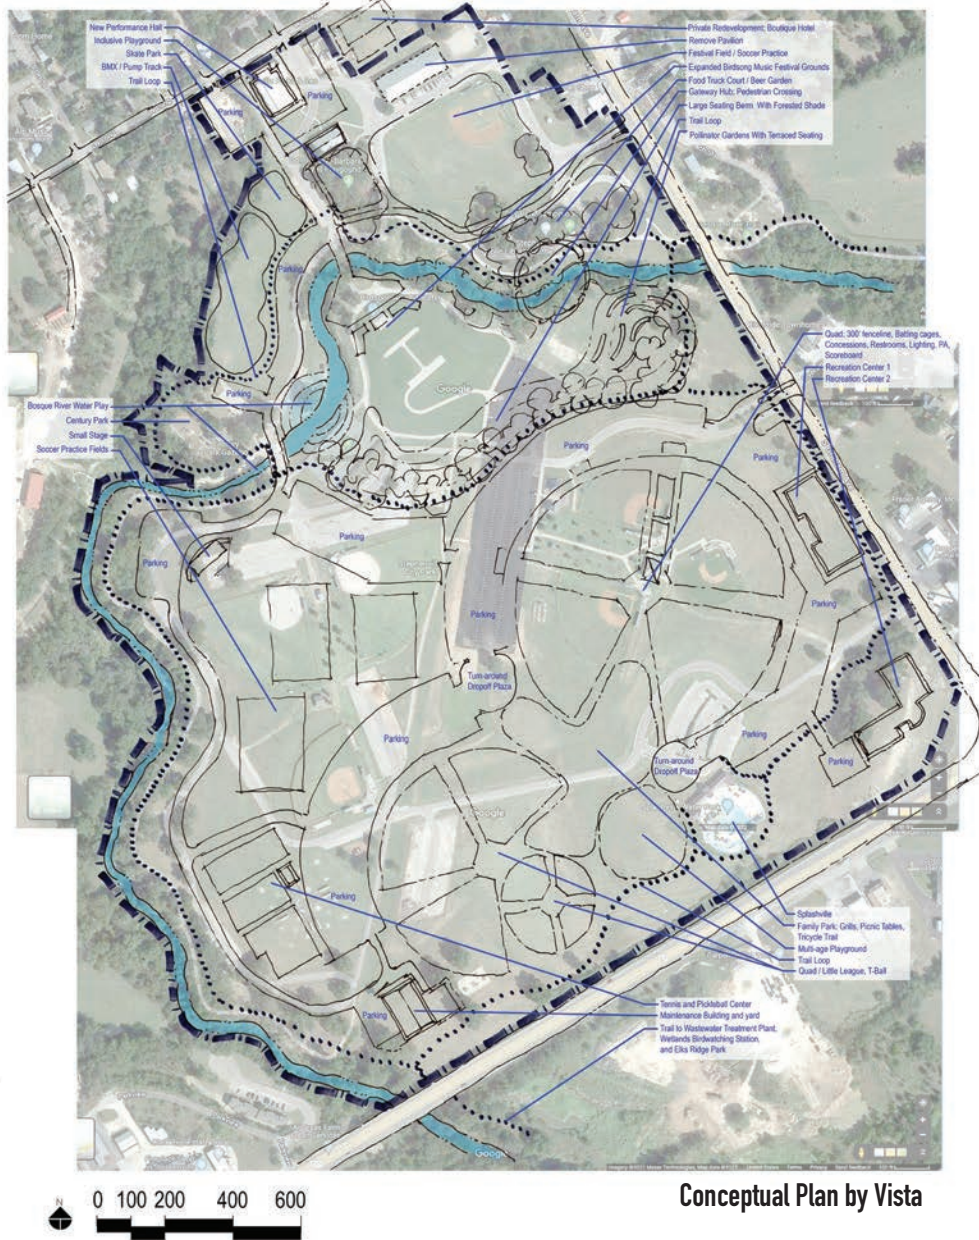 New Performance Hall
Inclusive Playground
Skate Park
BMX / Pump Track
Trail Loop
Private Redevelopment: Boutique Hotel
Remove Pavilion
Festival Field / Soccer Practice
Expanded Birdsong Music Festival Grounds
Food Truck Court / Beer Garden
Gateway Hub: Pedestrian Crossing
Large Seating Berm With Forested Shade
Trail Loop
Pollinator Gardens With Terraced Seating
Parking
Parking
Parking
Quad: 300' fenceline, Batting cages,
Concessions, Restrooms, Lighting, PA,
Scoreboard
Recreation Center 1
Recreation Center 2
Google
Parking
Bosque River Water Play
Century Park
Small Stage
Soccer Practice Fields
Parking
Parking
Parking
Parking
Parking
Parking
Turn-around
Dropoff Plaza
Parking
Parking
Turn-around
Dropoff Plaza
Parking
Google
Parking
Parking
Splashville
Family Park: Grills, Picnic Tables,
Tricycle Trail
Multi-age Playground
Trail Loop
Quad / Little League, T-Ball
Tennis and Pickleball Center
Maintenance Building and yard
Trail to Wastewater Treatment Plant,
Wetlands Birdwatching Station,
and Elks Ridge Park
Parking
Google
Conceptual Plan by Vista
N
0 100 200 400 600